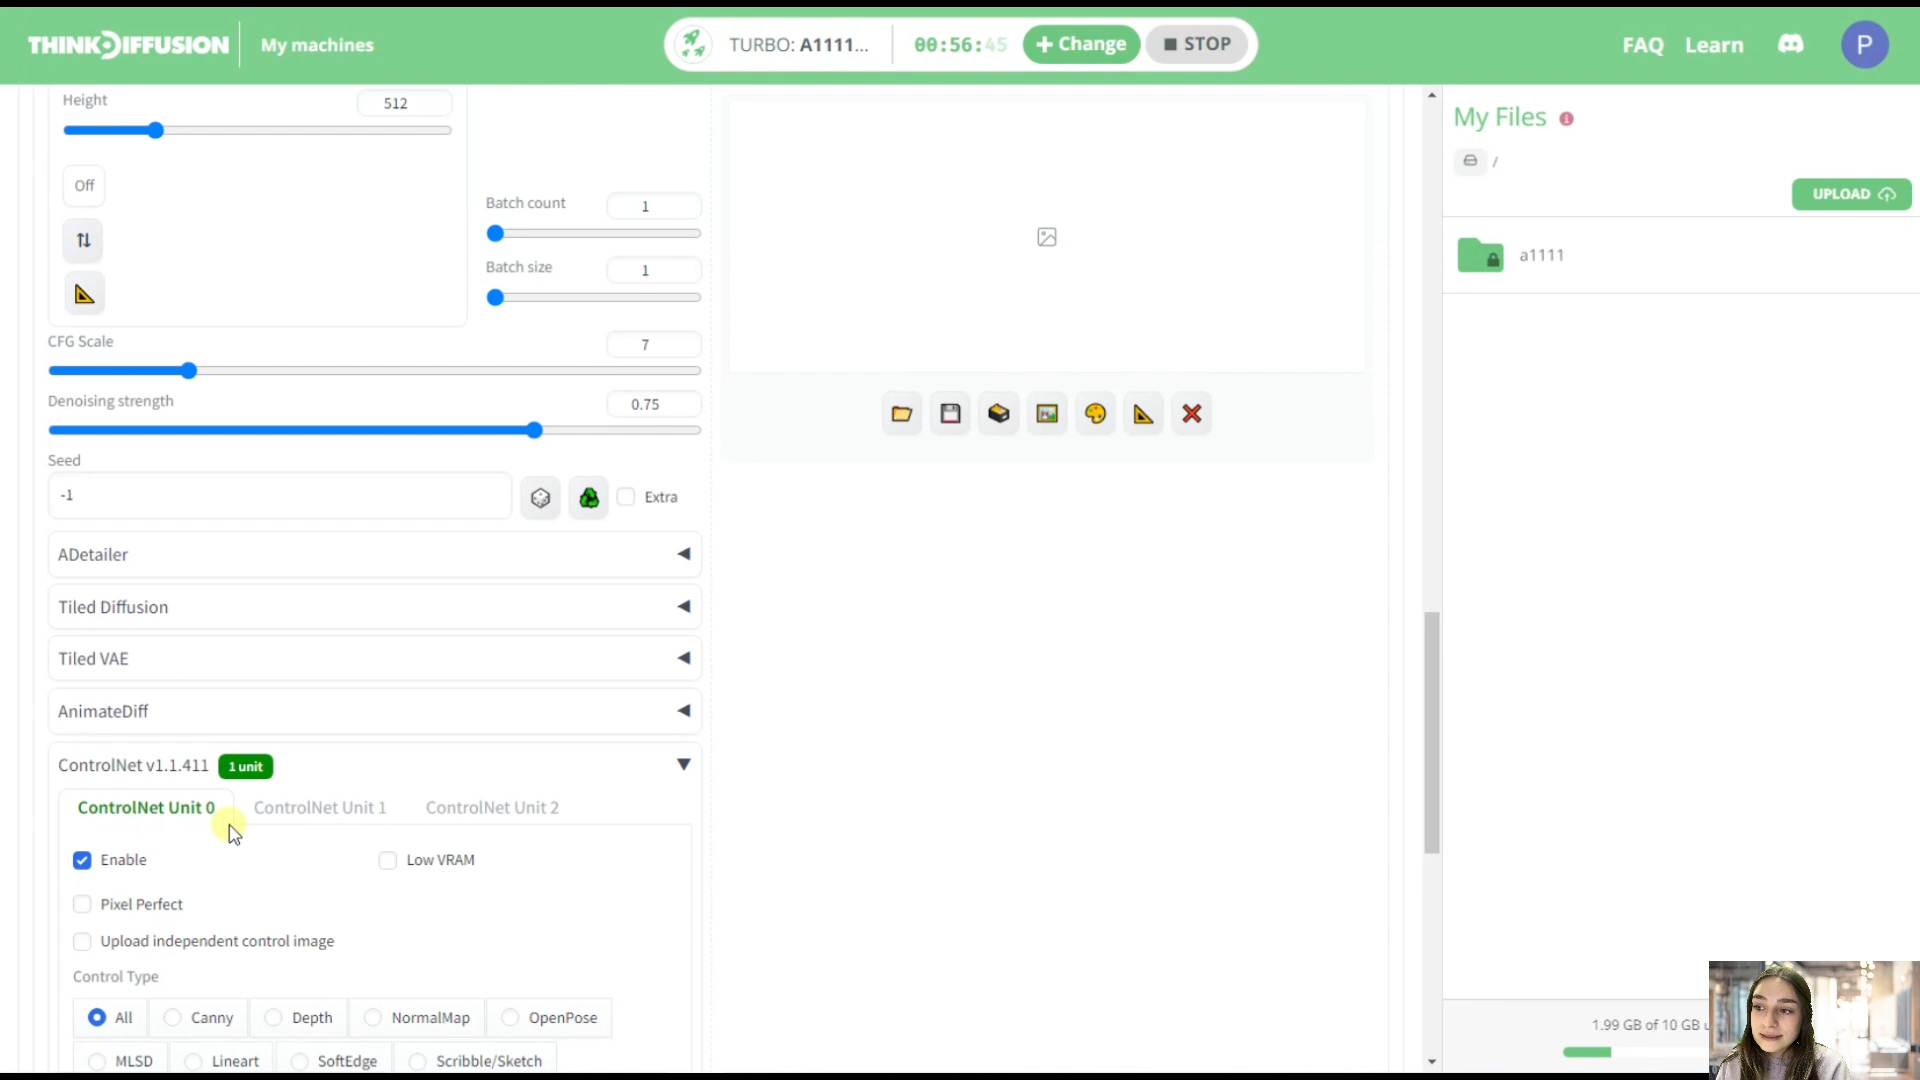 THINKDIFFUSION My machines TURBO: A1111... 00:56:45 + Change STOP FAQ Learn P
Height 512
Off
Batch count 1
Batch size 1
CFG Scale 7
Denoising strength 0.75
Seed
-1 Extra
ADetailer
Tiled Diffusion
Tiled VAE
AnimateDiff
ControlNet v1.1.411 1 unit
ControlNet Unit 0 ControlNet Unit 1 ControlNet Unit 2
Enable Low VRAM
Pixel Perfect
Upload independent control image
Control Type
All Canny Depth NormalMap OpenPose
MLSD Lineart SoftEdge Scribble/Sketch
My Files
/
UPLOAD
a1111
1.99 GB of 10 GB